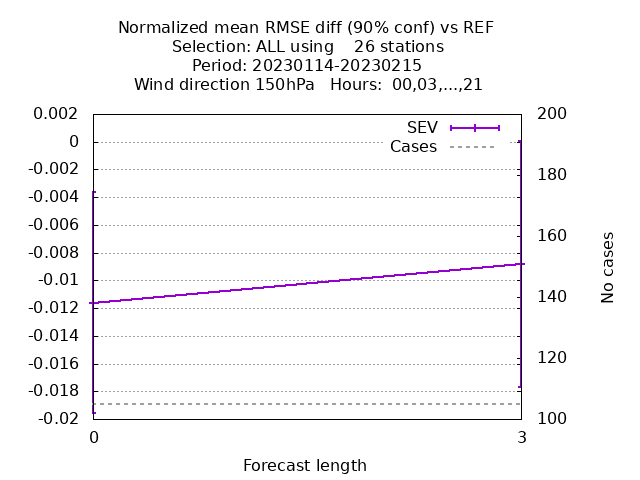 Normalized mean RMSE diff (90% conf) vs REF
Selection: ALL using    26 stations
Period: 20230114-20230215
Wind direction 150hPa   Hours:  00,03,...,21
0.002
0
-0.002
-0.004
-0.006
-0.008
-0.01
-0.012
-0.014
-0.016
-0.018
-0.02
SEV
Cases
200
180
160
140
120
100
No cases
0
3
Forecast length